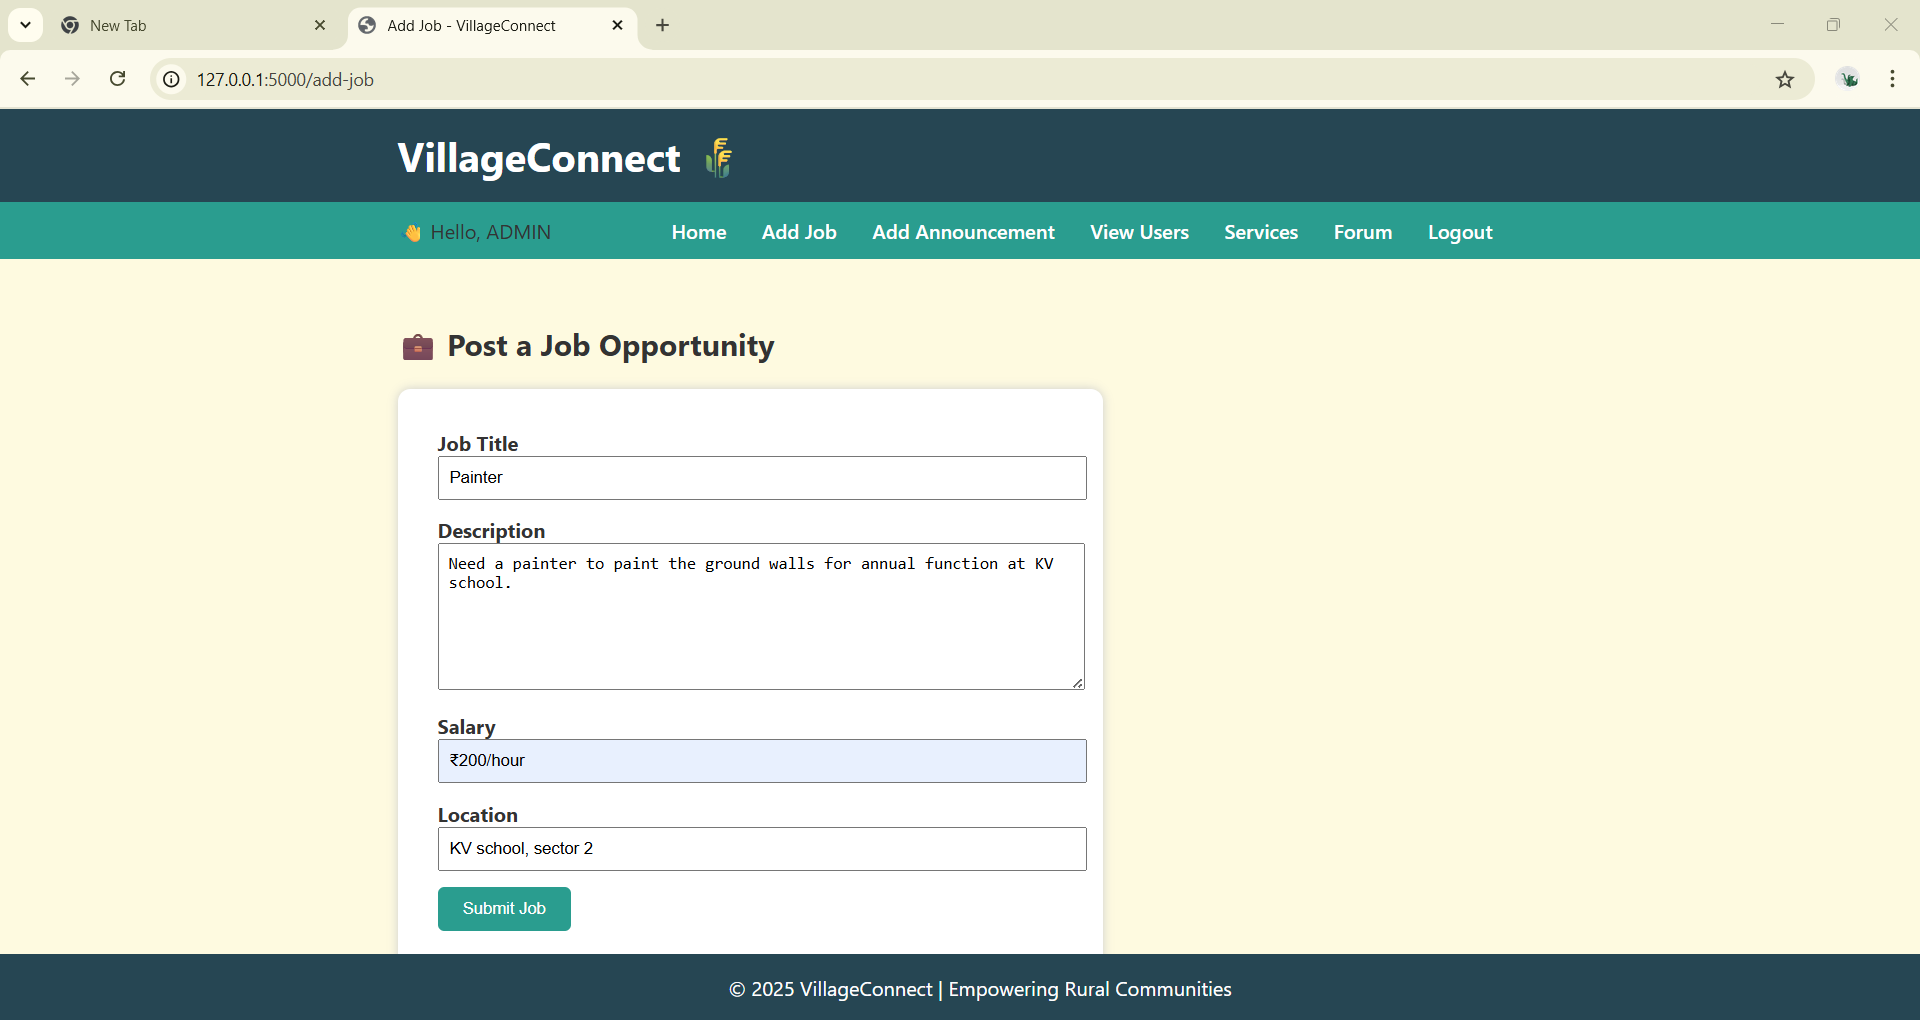 New Tab
Add Job - VillageConnect
127.0.0.1:5000/add-job
VillageConnect
👋 Hello, ADMIN Home Add Job Add Announcement View Users Services Forum Logout
💼 Post a Job Opportunity
Job Title
Painter
Description
Need a painter to paint the ground walls for annual function at KV
school.
Salary
₹200/hour
Location
KV school, sector 2
Submit Job
© 2025 VillageConnect | Empowering Rural Communities